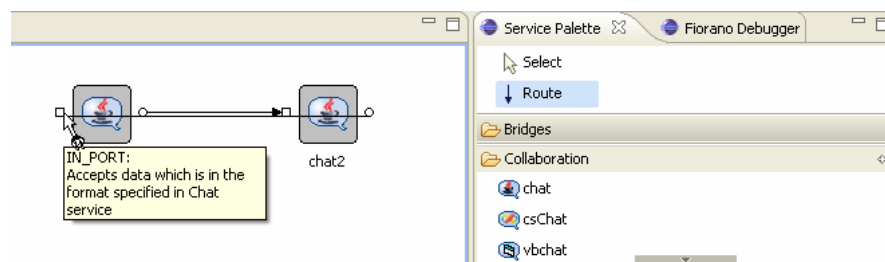 Service Palette
Fiorano Debugger
Select
Route
Bridges
Collaboration
chat
csChat
vbchat
IN_PORT:
Accepts data which is in the
format specified in Chat
service
chat2